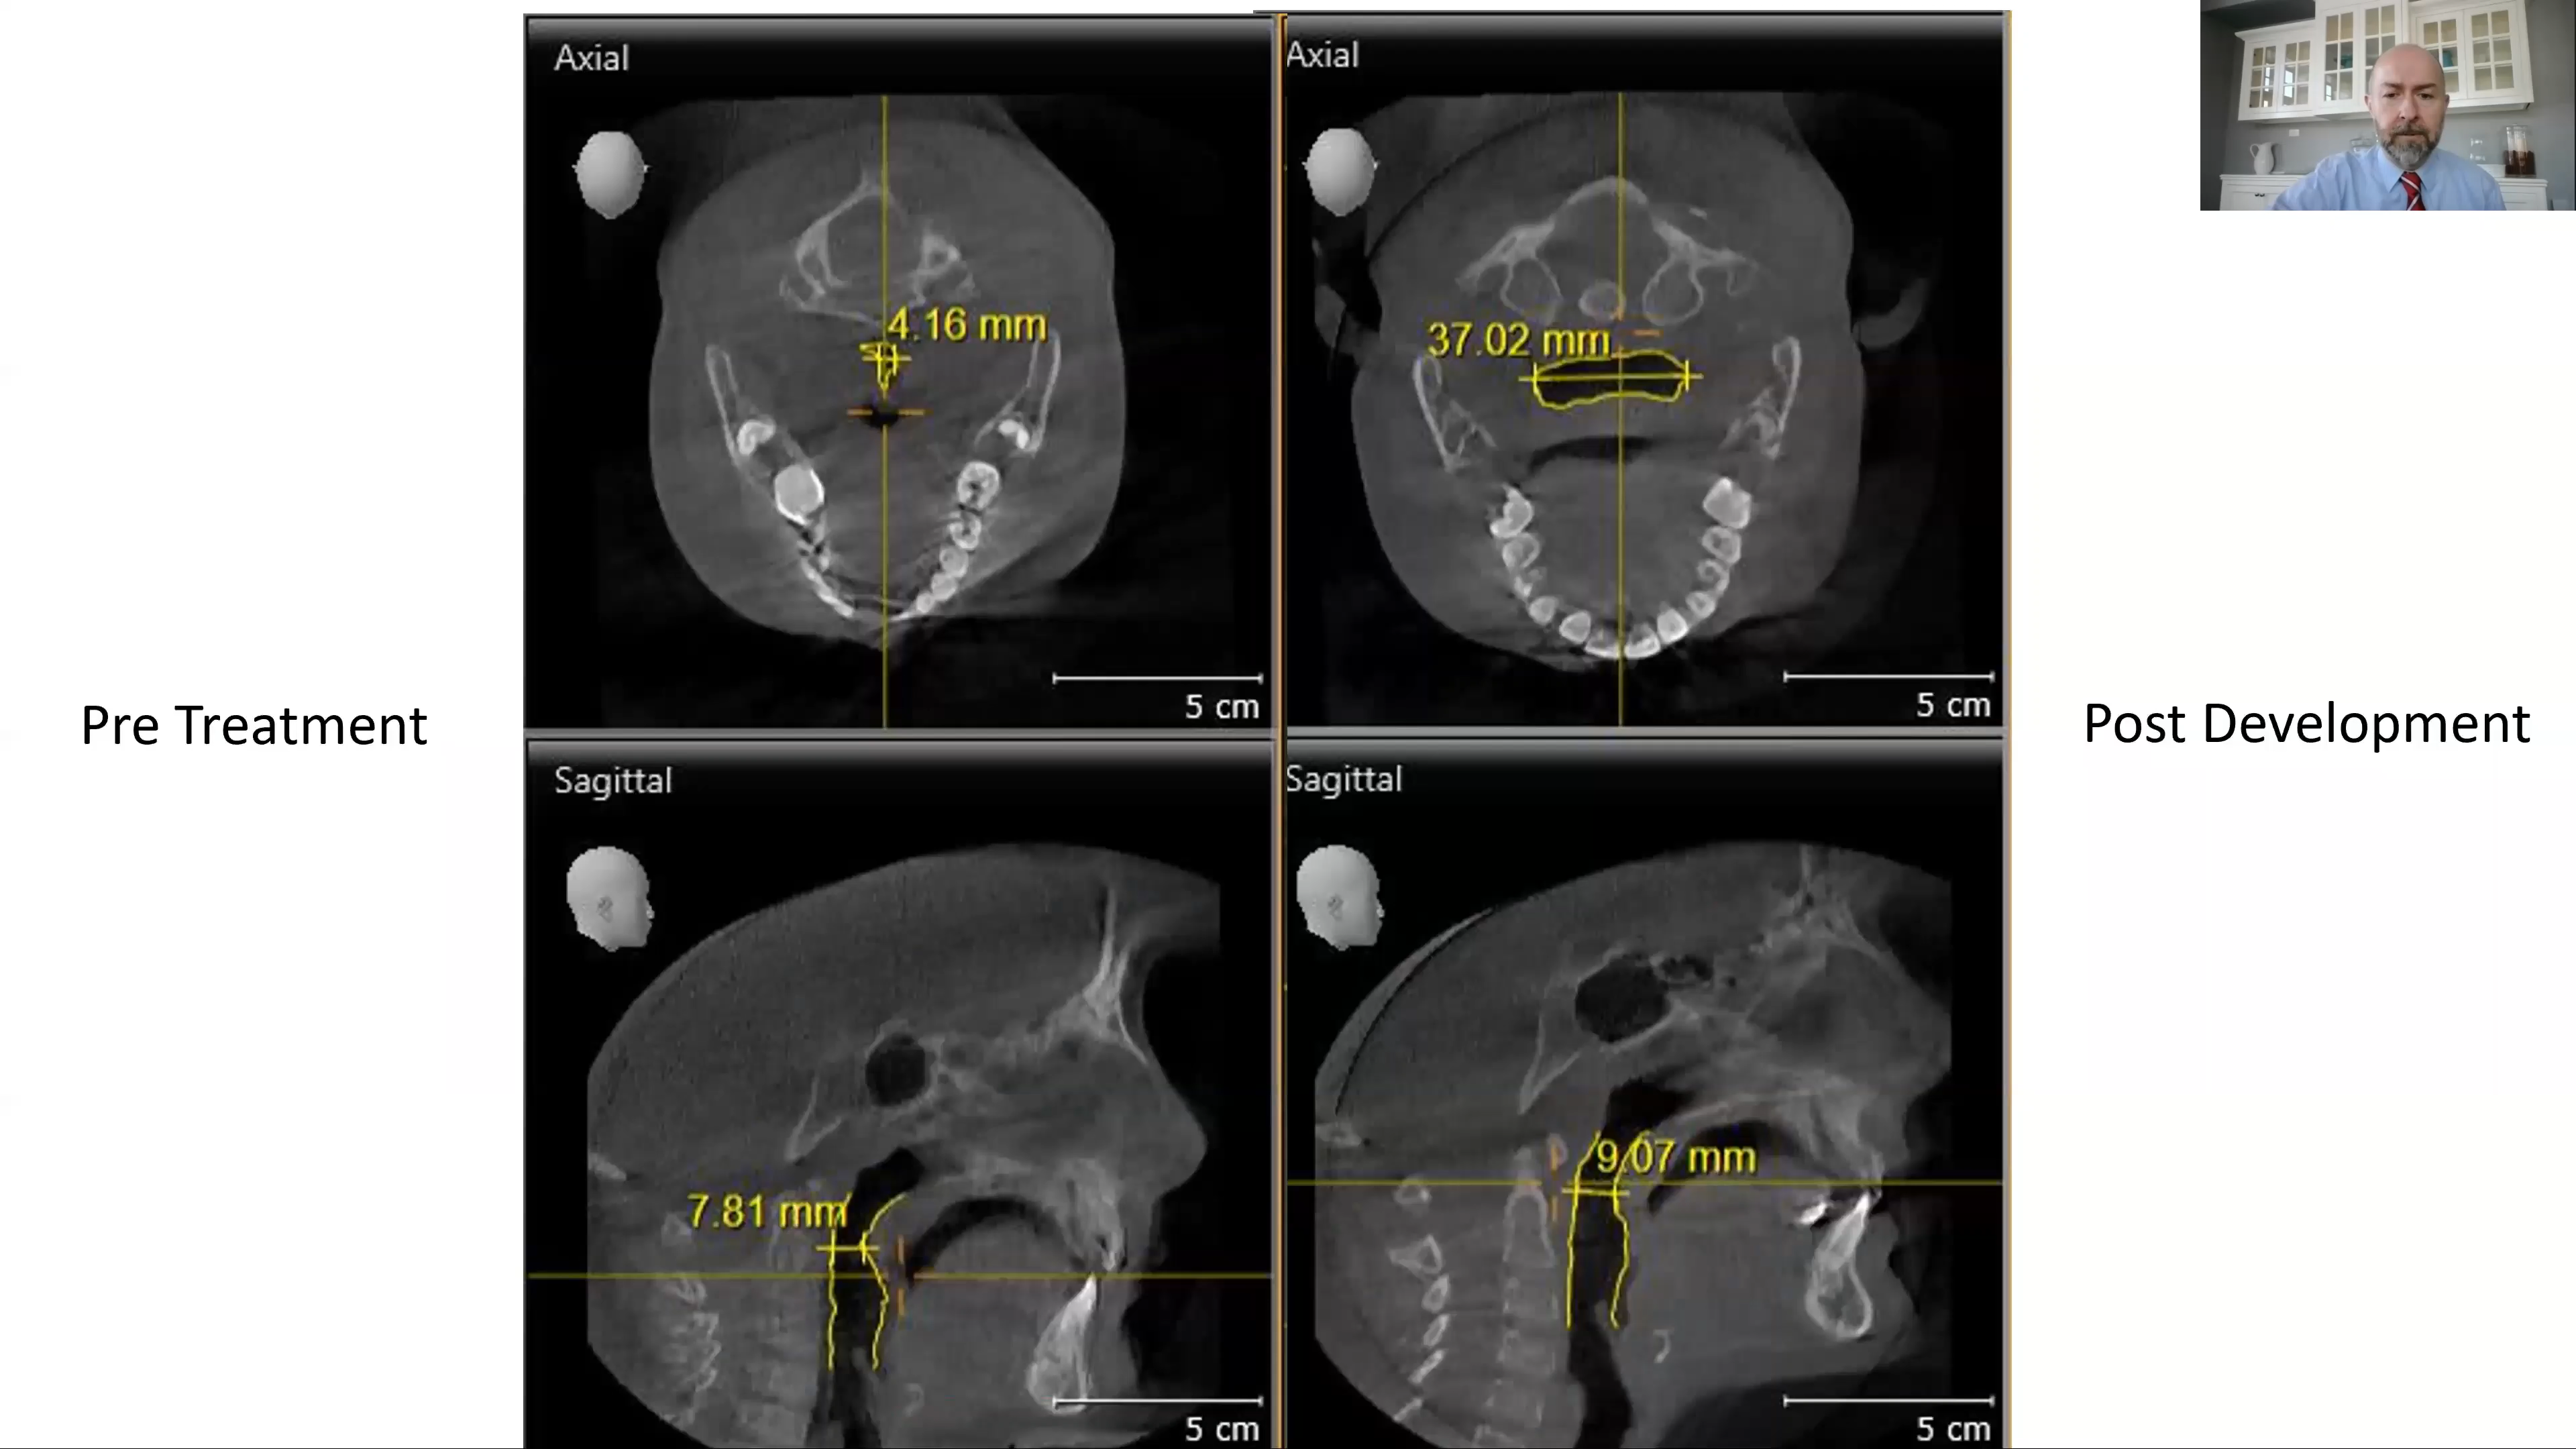 Axial
Axial
4.16 mm
37.02 mm
5 cm
5 cm
Pre Treatment
Post Development
Sagittal
Sagittal
7.81 mm
9.07 mm
5 cm
5 cm